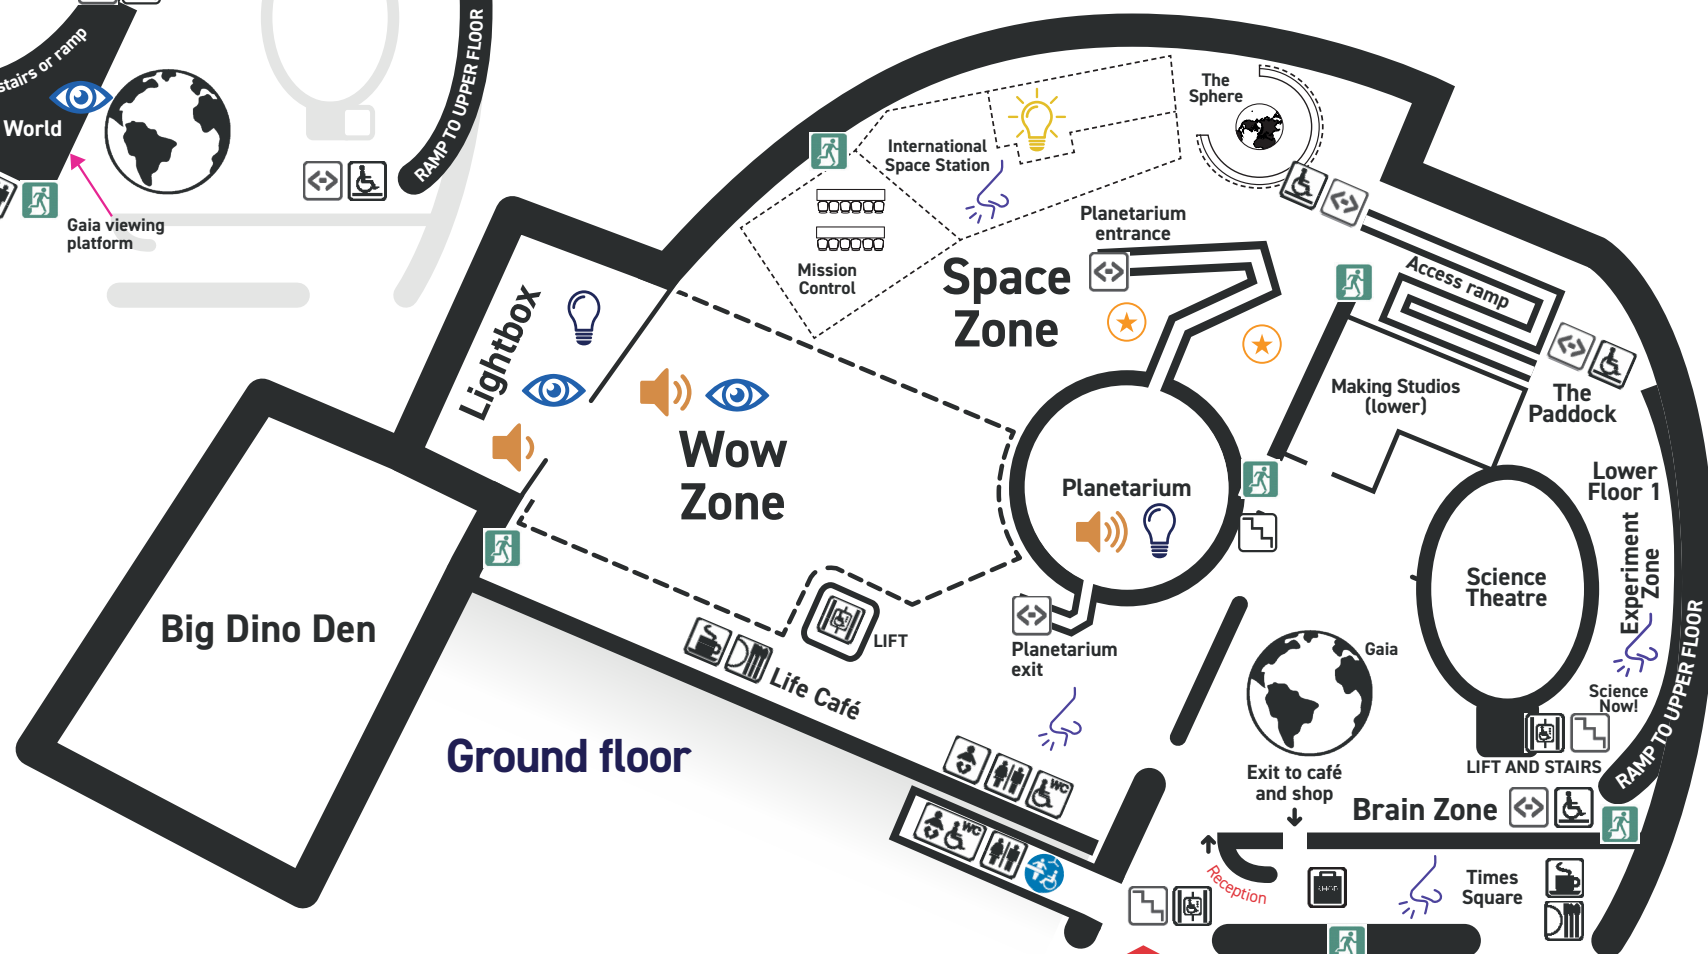 stairs or ramp
World
Gaia viewing
platform
RAMP TO UPPER FLOOR
The
Sphere
International
Space Station
Mission
Control
Planetarium
entrance
Space
Zone
Access ramp
Making Studios
(lower)
The
Paddock
Lower
Floor 1
Experiment
Zone
Science
Theatre
Science
Now!
RAMP TO UPPER FLOOR
LIFT AND STAIRS
Lightbox
Wow
Zone
Planetarium
Planetarium
exit
LIFT
Life Café
Big Dino Den
Ground floor
Gaia
Exit to café
and shop
Brain Zone
WC
WC
Reception
SHOP
Times
Square